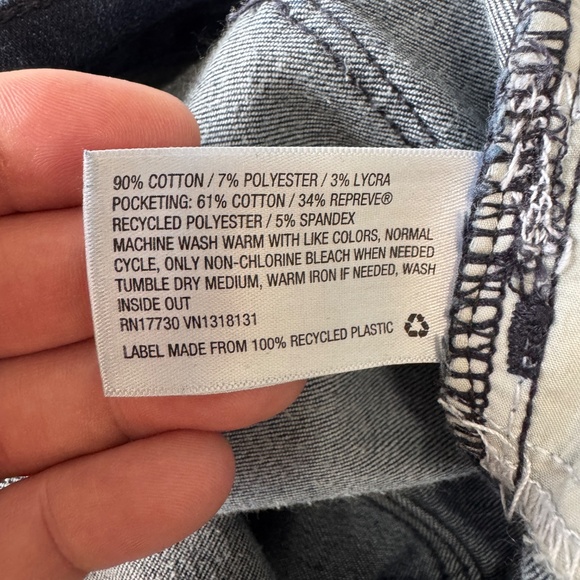 90% COTTON / 7% POLYESTER / 3% LYCRA
POCKETING: 61% COTTON / 34% REPREVE®
RECYCLED POLYESTER / 5% SPANDEX
MACHINE WASH WARM WITH LIKE COLORS, NORMAL
CYCLE, ONLY NON-CHLORINE BLEACH WHEN NEEDED
TUMBLE DRY MEDIUM, WARM IRON IF NEEDED, WASH
INSIDE OUT
RN17730 VN1318131
LABEL MADE FROM 100% RECYCLED PLASTIC